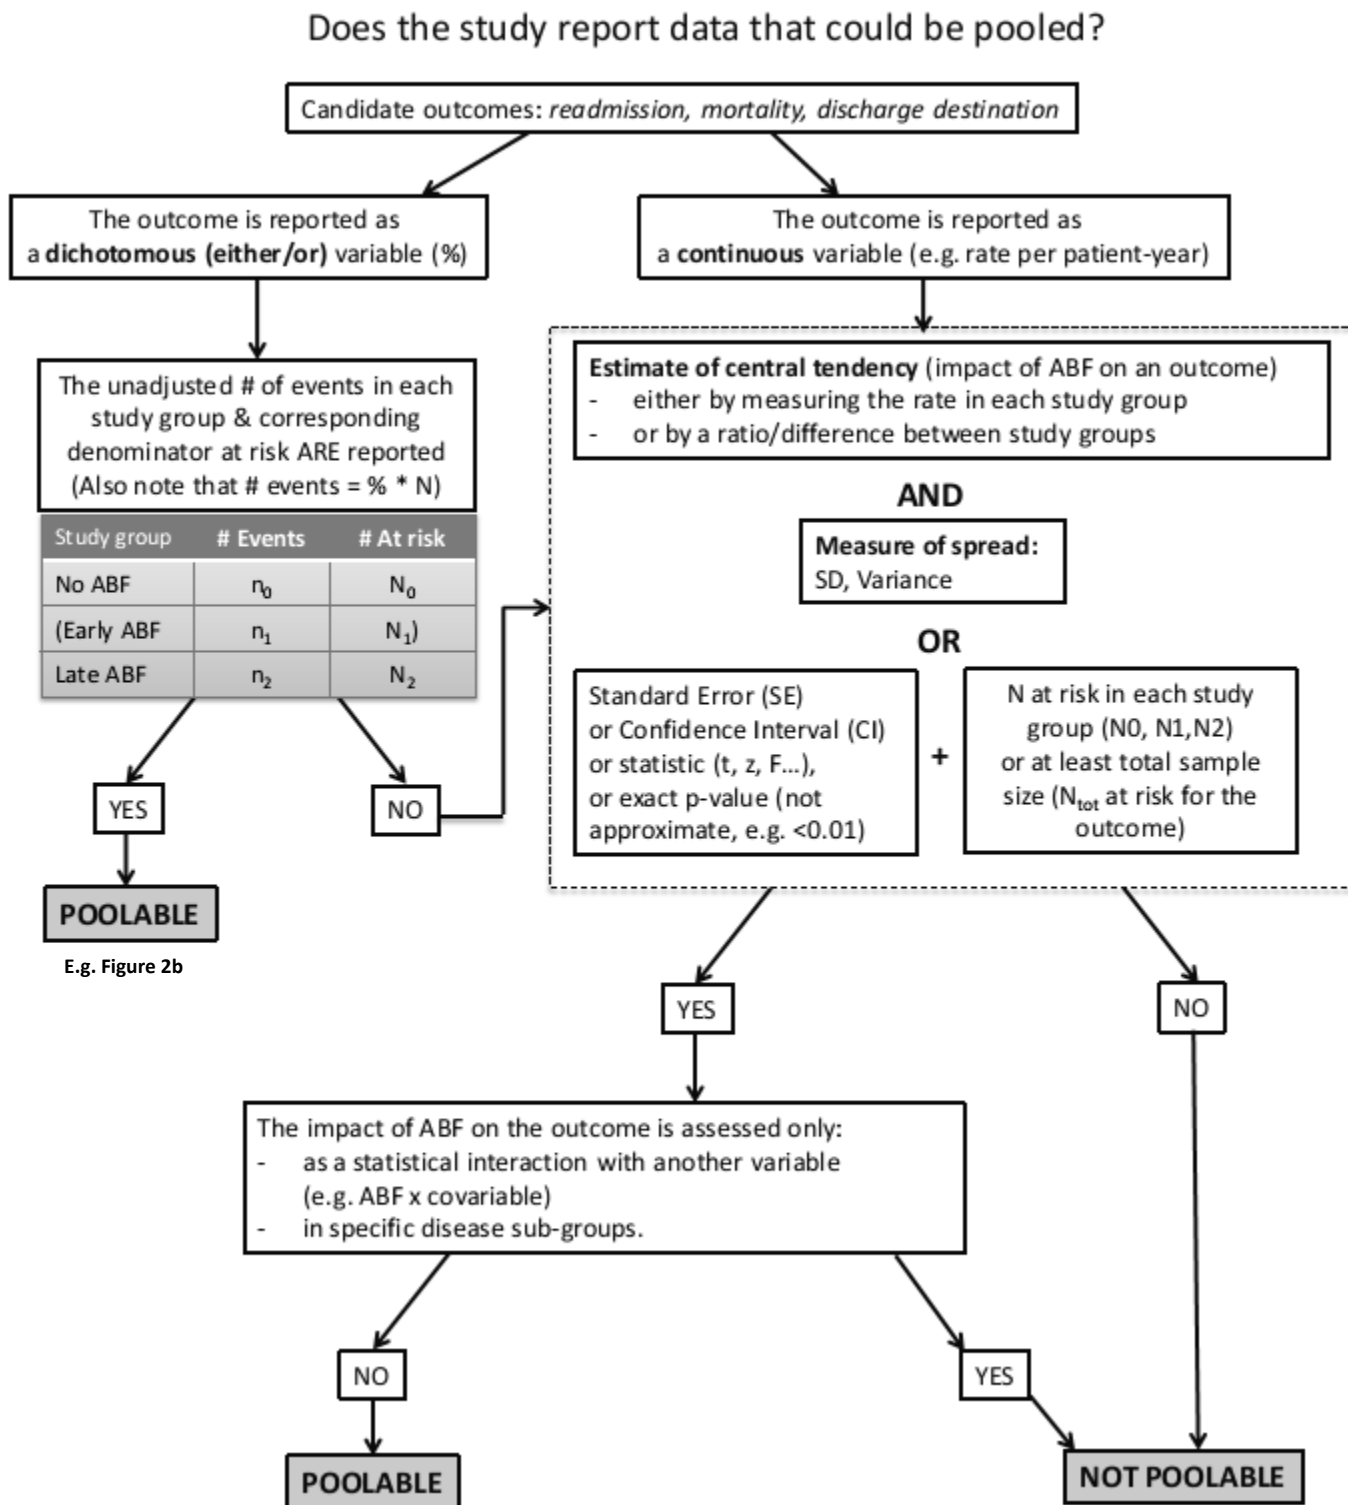 Does the study report data that could be pooled?
Candidate outcomes: readmission, mortality, discharge destination
The outcome is reported as
a dichotomous (either/or) variable (%)
The outcome is reported as
a continuous variable (e.g. rate per patient-year)
The unadjusted # of events in each
study group & corresponding
denominator at risk ARE reported
(Also note that # events = % * N)
Study group # Events # At risk
No ABF n₀ N₀
(Early ABF n₁ N₁)
Late ABF n₂ N₂
YES
NO
POOLABLE
E.g. Figure 2b
Estimate of central tendency (impact of ABF on an outcome)
- either by measuring the rate in each study group
- or by a ratio/difference between study groups
AND
Measure of spread:
SD, Variance
OR
Standard Error (SE)
or Confidence Interval (CI)
or statistic (t, z, F...),
or exact p-value (not
approximate, e.g. <0.01)
+
N at risk in each study
group (N0, N1,N2)
or at least total sample
size (Nₜₒₜ at risk for the
outcome)
YES
NO
The impact of ABF on the outcome is assessed only:
- as a statistical interaction with another variable
(e.g. ABF x covariable)
- in specific disease sub-groups.
NO
YES
POOLABLE
NOT POOLABLE